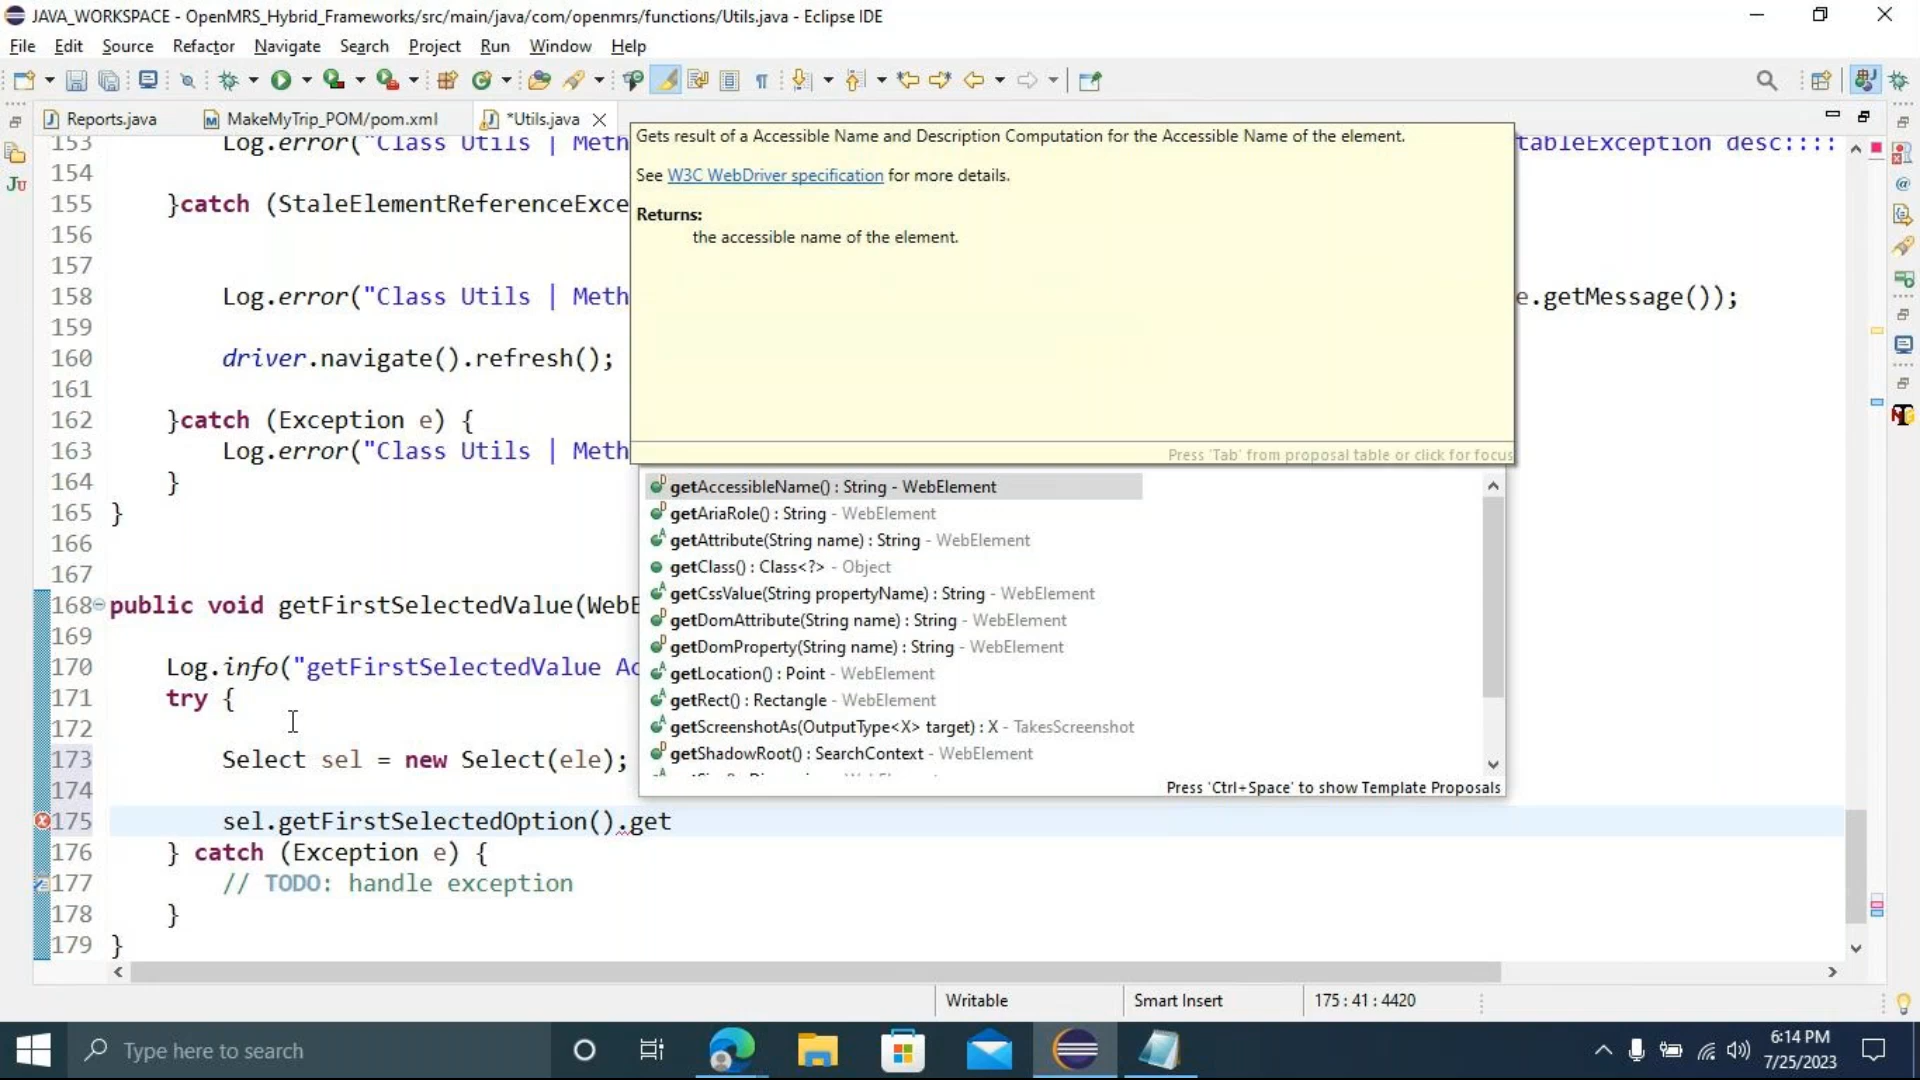 JAVA_WORKSPACE - OpenMRS_Hybrid_Frameworks/src/main/java/com/openmrs/functions/Utils.java - Eclipse IDE
File Edit Source Refactor Navigate Search Project Run Window Help
Reports.java MakeMyTrip_POM/pom.xml *Utils.java
153 Log.error("Class Utils | Meth tableException desc::::
154
155 }catch (StaleElementReferenceExce
156
157
158 Log.error("Class Utils | Meth e.getMessage());
159
160 driver.navigate().refresh();
161
162 }catch (Exception e) {
163 Log.error("Class Utils | Meth
164 }
165 }
166
167
168 public void getFirstSelectedValue(WebE
169
170 Log.info("getFirstSelectedValue Ac
171 try {
172
173 Select sel = new Select(ele);
174
175 sel.getFirstSelectedOption().get
176 } catch (Exception e) {
177 // TODO: handle exception
178 }
179 }
Gets result of a Accessible Name and Description Computation for the Accessible Name of the element.
See W3C WebDriver specification for more details.
Returns:
the accessible name of the element.
Press 'Tab' from proposal table or click for focus
getAccessibleName() : String - WebElement
getAriaRole() : String - WebElement
getAttribute(String name) : String - WebElement
getClass() : Class<?> - Object
getCssValue(String propertyName) : String - WebElement
getDomAttribute(String name) : String - WebElement
getDomProperty(String name) : String - WebElement
getLocation() : Point - WebElement
getRect() : Rectangle - WebElement
getScreenshotAs(OutputType<X> target) : X - TakesScreenshot
getShadowRoot() : SearchContext - WebElement
Press 'Ctrl+Space' to show Template Proposals
Writable Smart Insert 175 : 41 : 4420
Type here to search
6:14 PM
7/25/2023